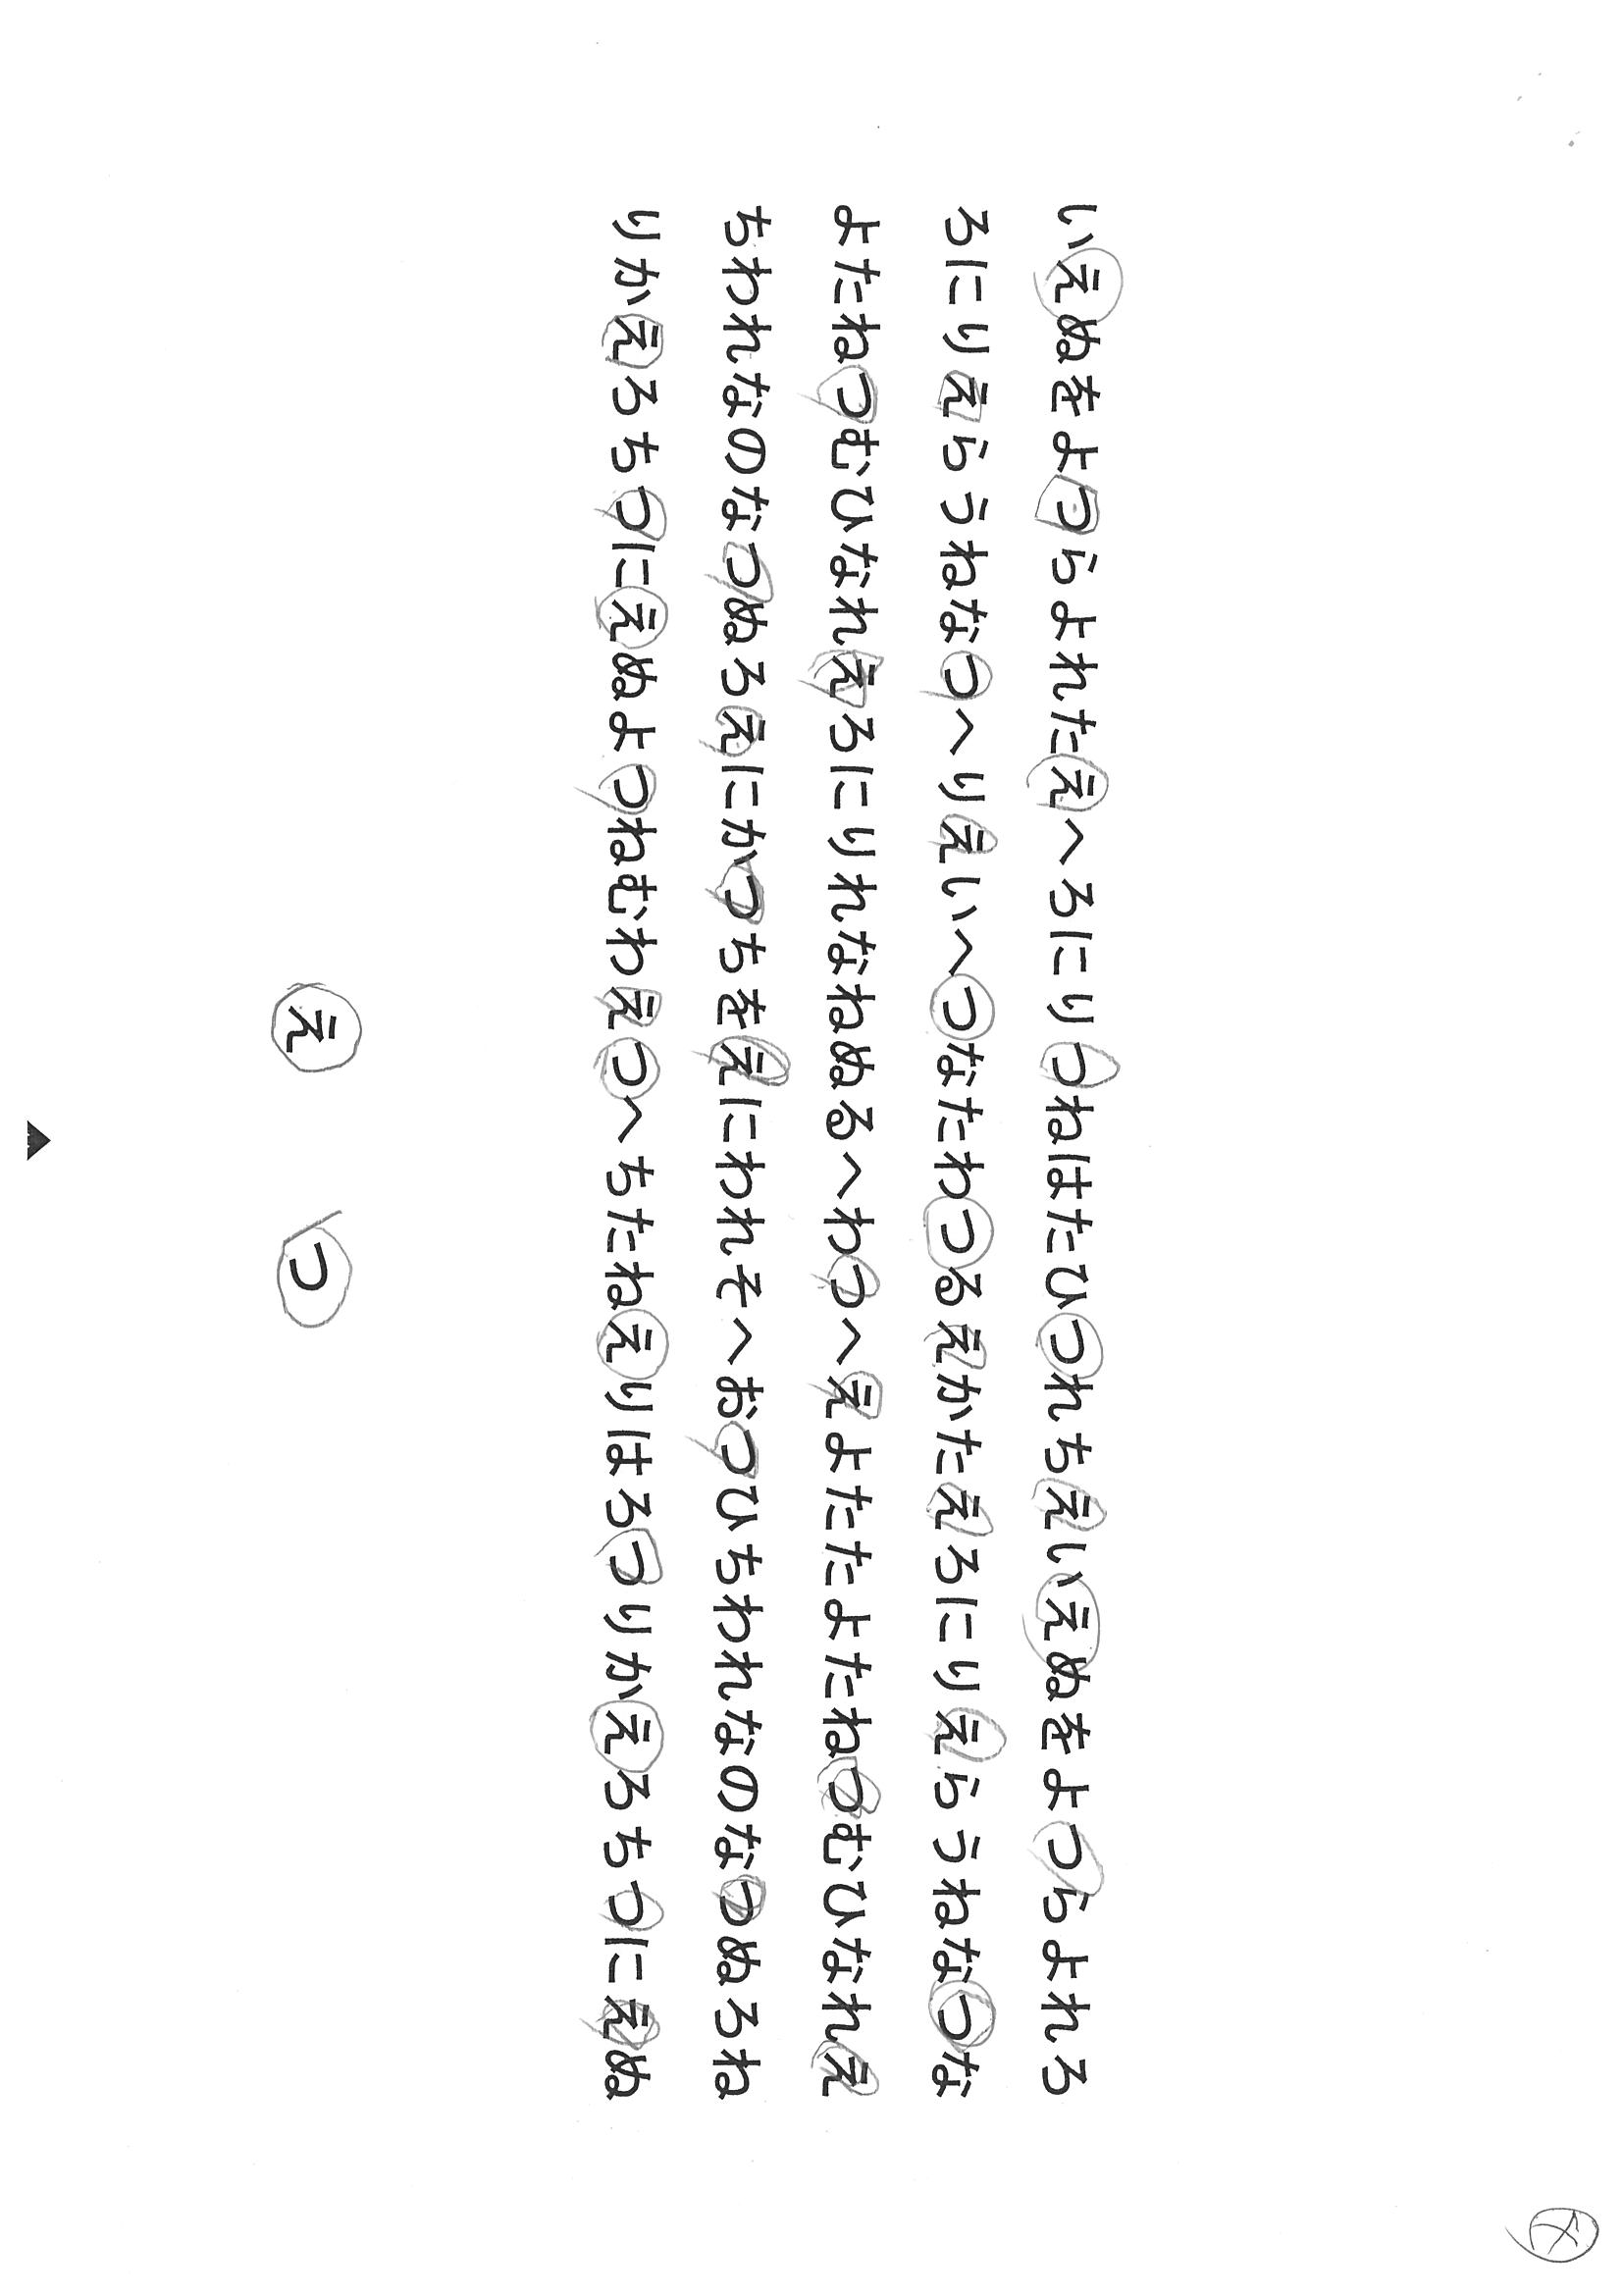 いえぬをよつらよれたえへろにりつねはたひつれちえいえぬをよつらよれろ
ろにりえらうねなつへりえいへつなたわつるえかたえろにりえらうねなつな
よたねつむひなれえろにりれなねぬるへわつへえよたたよたねつむひなれえ
ちわれなのなつぬろえにかつちをえにわれそへおつひちわれなのなつぬろね
りかえろちつにえぬよつねむわえつへちたねえりはろつりかえろちつにえぬ
え つ